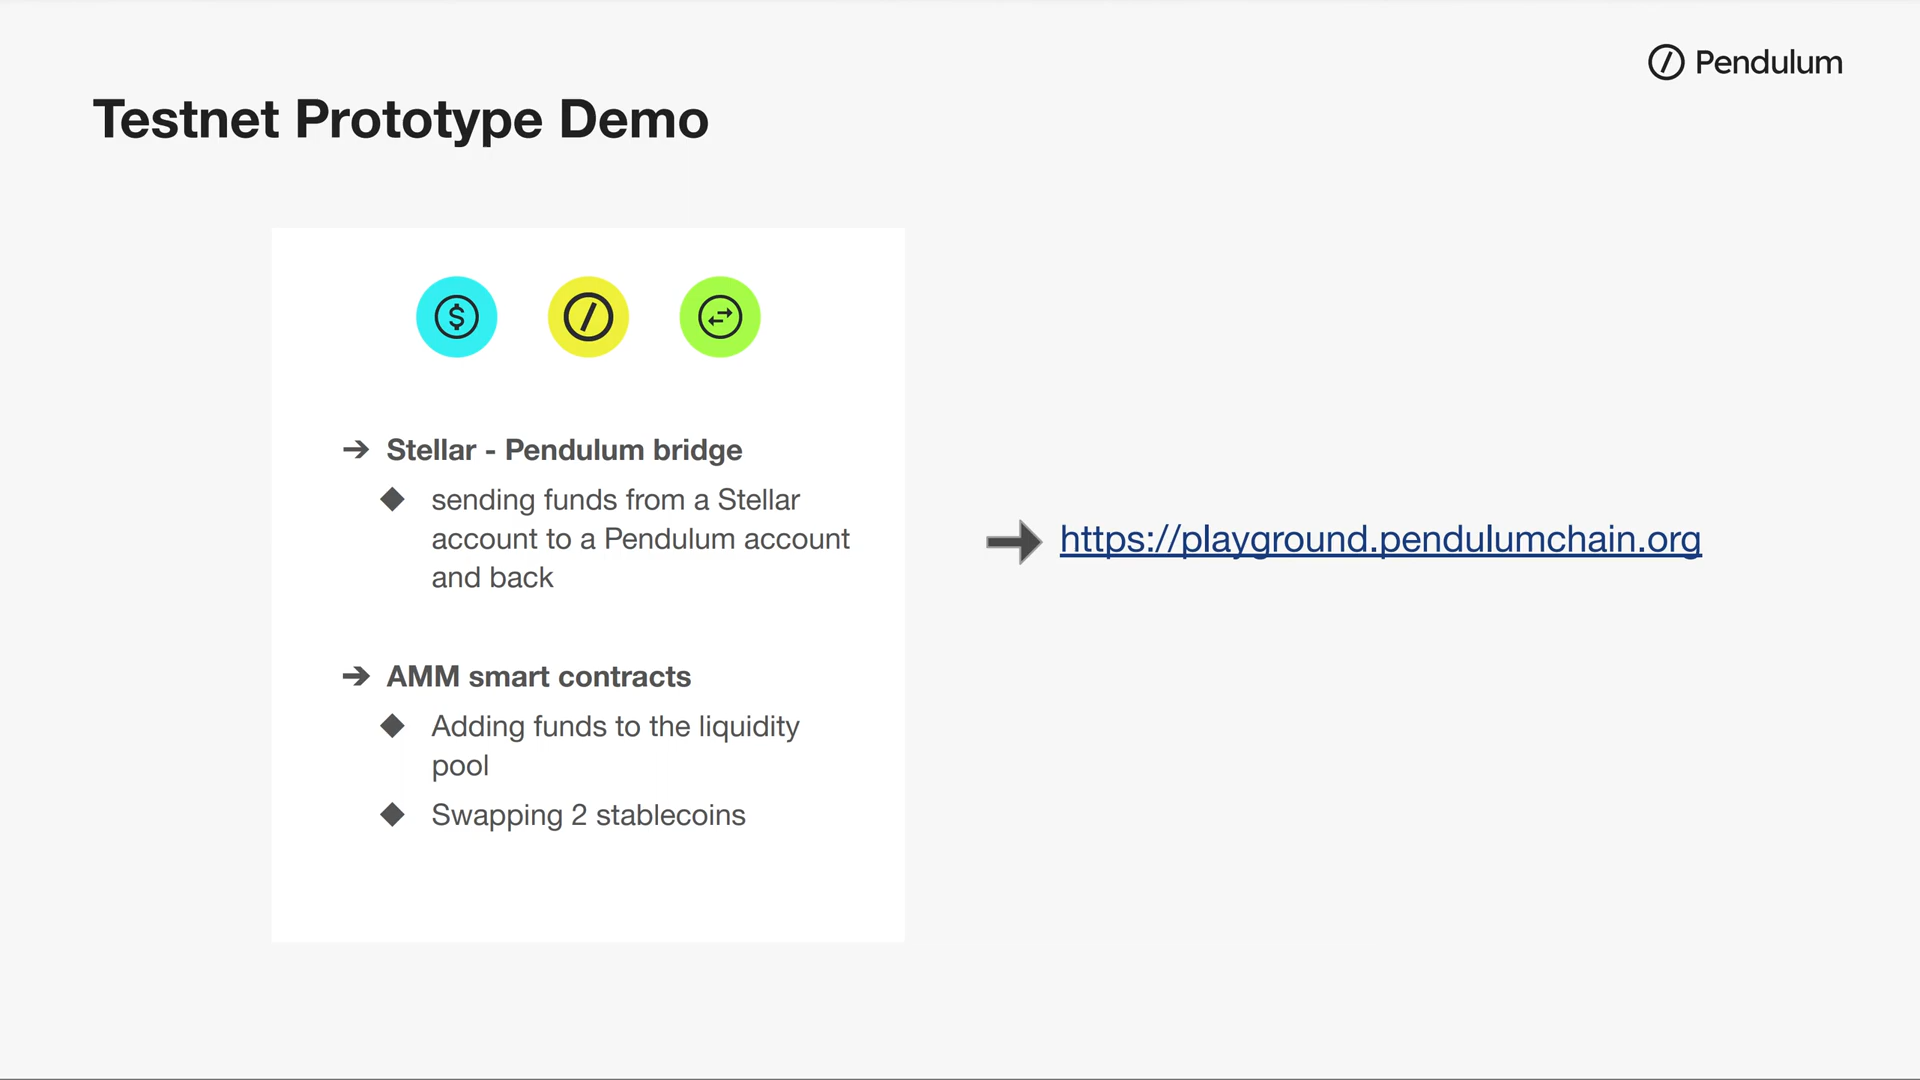 Pendulum
Testnet Prototype Demo
$
➔ Stellar - Pendulum bridge
◆ sending funds from a Stellar
account to a Pendulum account
and back
https://playground.pendulumchain.org
➔ AMM smart contracts
◆ Adding funds to the liquidity
pool
◆ Swapping 2 stablecoins